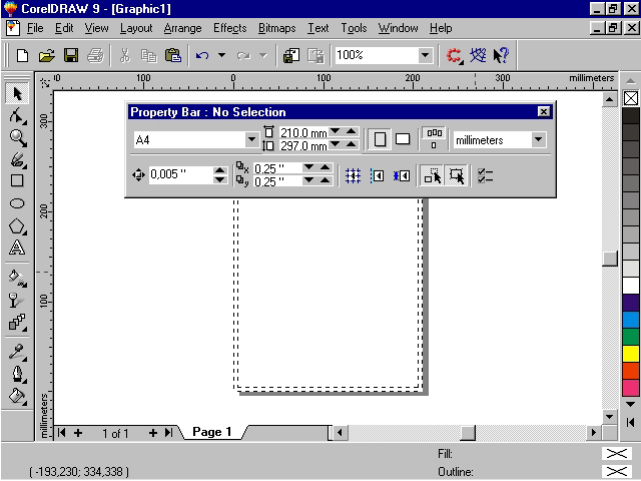 CorelDRAW 9 - [Graphic1]
File Edit View Layout Arrange Effects Bitmaps Text Tools Window Help
100%
100 0 100 200 300 millimeters
Property Bar : No Selection
A4 210.0 mm millimeters
297.0 mm
0,005 " x 0.25 "
y 0.25 "
300
200
100
millimeters
1 of 1 Page 1
Fill:
( -193,230; 334,338 ) Outline: